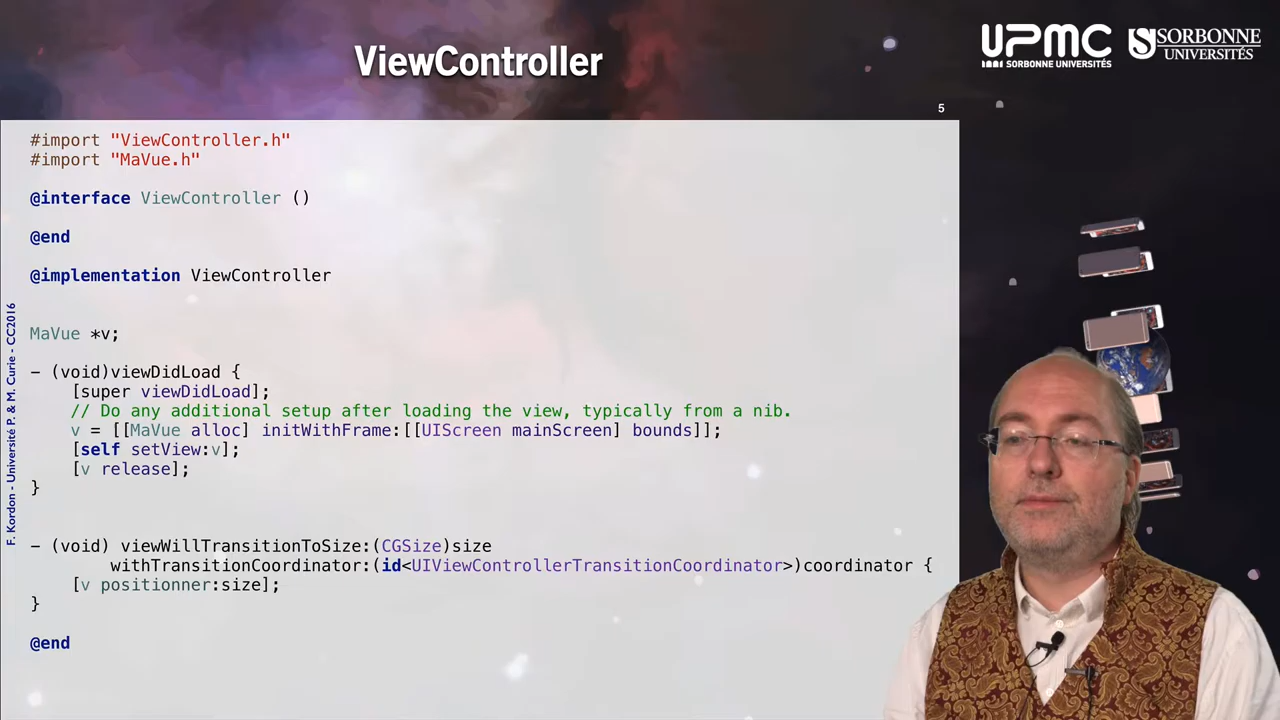 ViewController
UPMC
SORBONNE UNIVERSITÉS
SORBONNE
UNIVERSITÉS
5
#import "ViewController.h"
#import "MaVue.h"
@interface ViewController ()
@end
@implementation ViewController
MaVue *v;
– (void)viewDidLoad {
[super viewDidLoad];
// Do any additional setup after loading the view, typically from a nib.
v = [[MaVue alloc] initWithFrame:[[UIScreen mainScreen] bounds]];
[self setView:v];
[v release];
}
– (void) viewWillTransitionToSize:(CGSize)size
withTransitionCoordinator:(id<UIViewControllerTransitionCoordinator>)coordinator {
[v positionner:size];
}
@end
F. Kordon - Université P. & M. Curie - CC2016